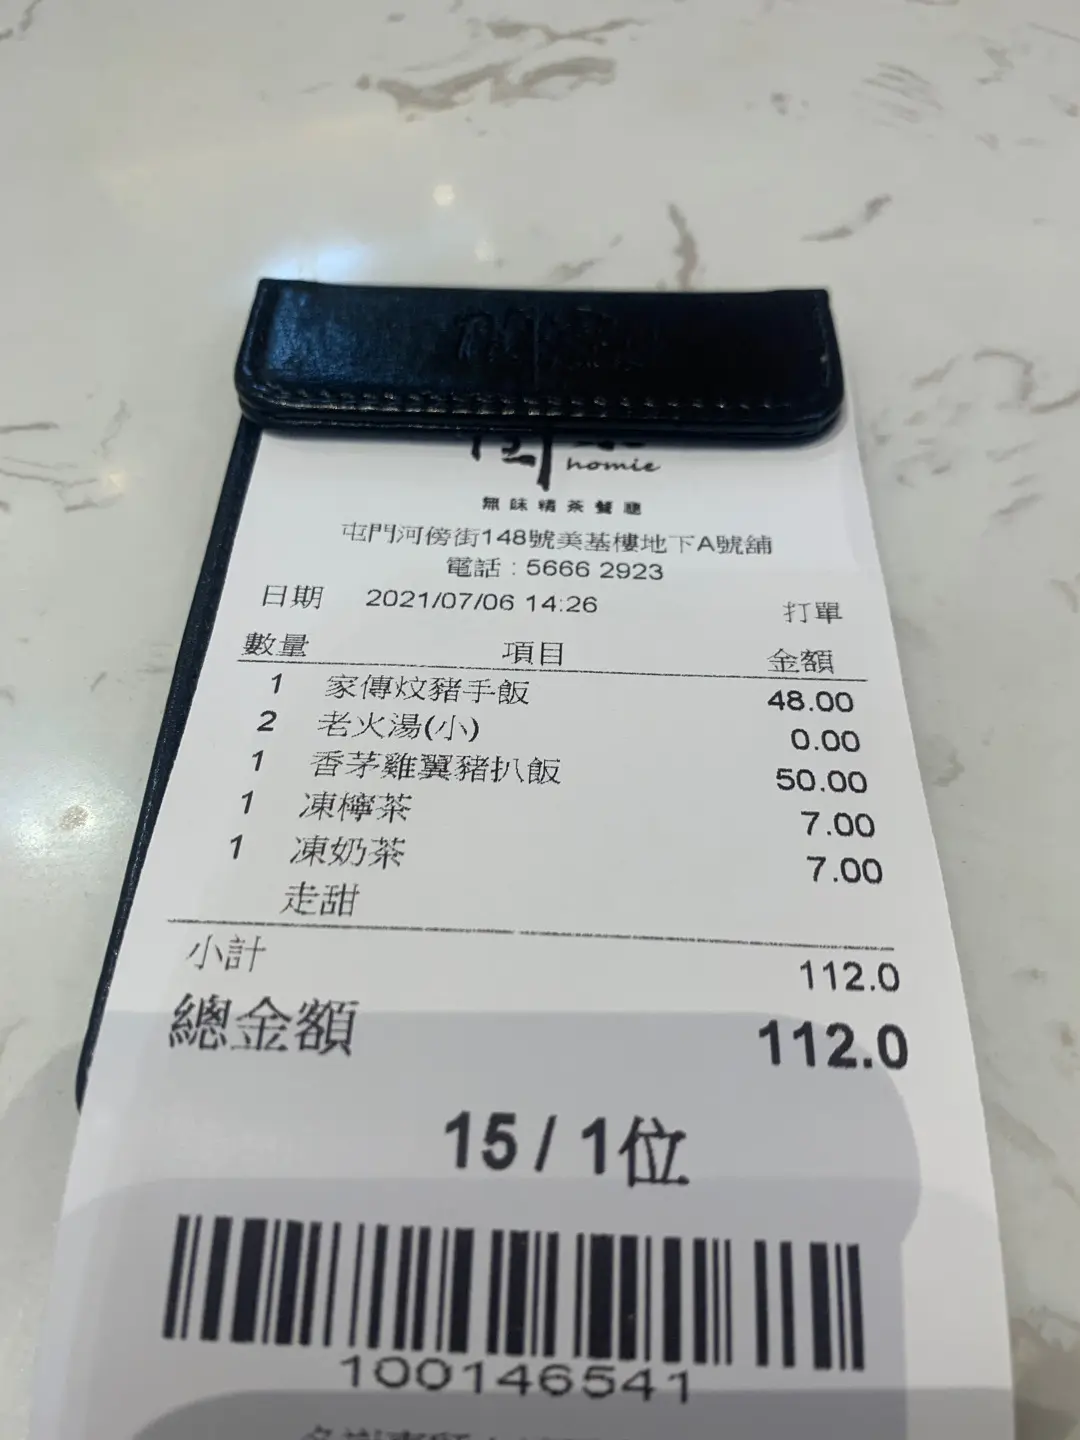 homie
無味精茶餐廳
屯門河傍街148號美基樓地下A號舖
電話：5666 2923
日期 2021/07/06 14:26 打單
數量 項目 金額
1 家傳炆豬手飯 48.00
2 老火湯(小) 0.00
1 香茅雞翼豬扒飯 50.00
1 凍檸茶 7.00
1 凍奶茶 7.00
走甜
小計 112.0
總金額 112.0
15 / 1位
100146541